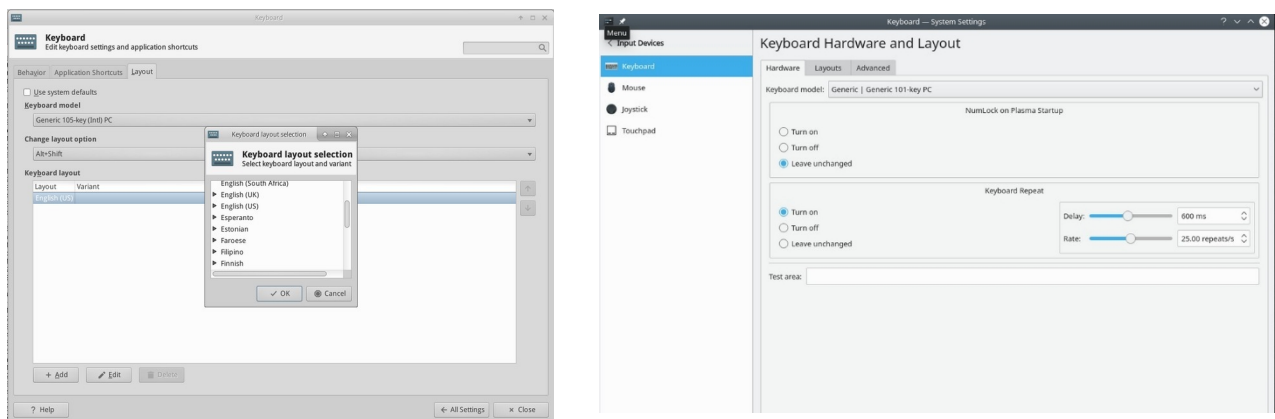 Keyboard
Keyboard
Edit keyboard settings and application shortcuts
Behavior Application Shortcuts Layout
Use system defaults
Keyboard model
Generic 105-key (Intl) PC
Change layout option
Alt+Shift
Keyboard layout
Layout Variant
English (US)
Keyboard layout selection
Keyboard layout selection
Select keyboard layout and variant
English (South Africa)
English (UK)
English (US)
Esperanto
Estonian
Faroese
Filipino
Finnish
OK Cancel
+ Add Edit Delete
? Help
All Settings × Close
Keyboard — System Settings
Menu
Input Devices
Keyboard
Mouse
Joystick
Touchpad
Keyboard Hardware and Layout
Hardware Layouts Advanced
Keyboard model: Generic | Generic 101-key PC
NumLock on Plasma Startup
Turn on
Turn off
Leave unchanged
Keyboard Repeat
Turn on
Turn off
Leave unchanged
Delay: 600 ms
Rate: 25.00 repeats/s
Test area: